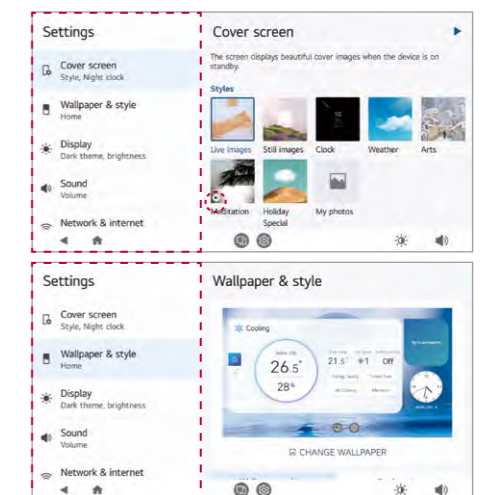 Settings
Cover screen
Style, Night clock
Wallpaper & style
Home
Display
Dark theme, brightness
Sound
Volume
Network & internet
Cover screen
The screen displays beautiful cover images when the device is on
standby.
Styles
Live images Still images Clock Weather Arts
Meditation Holiday My photos
Special
Settings
Cover screen
Style, Night clock
Wallpaper & style
Home
Display
Dark theme, brightness
Sound
Volume
Network & internet
Wallpaper & style
Cooling
26.5°
21.5° 1 Off
28
CHANGE WALLPAPER